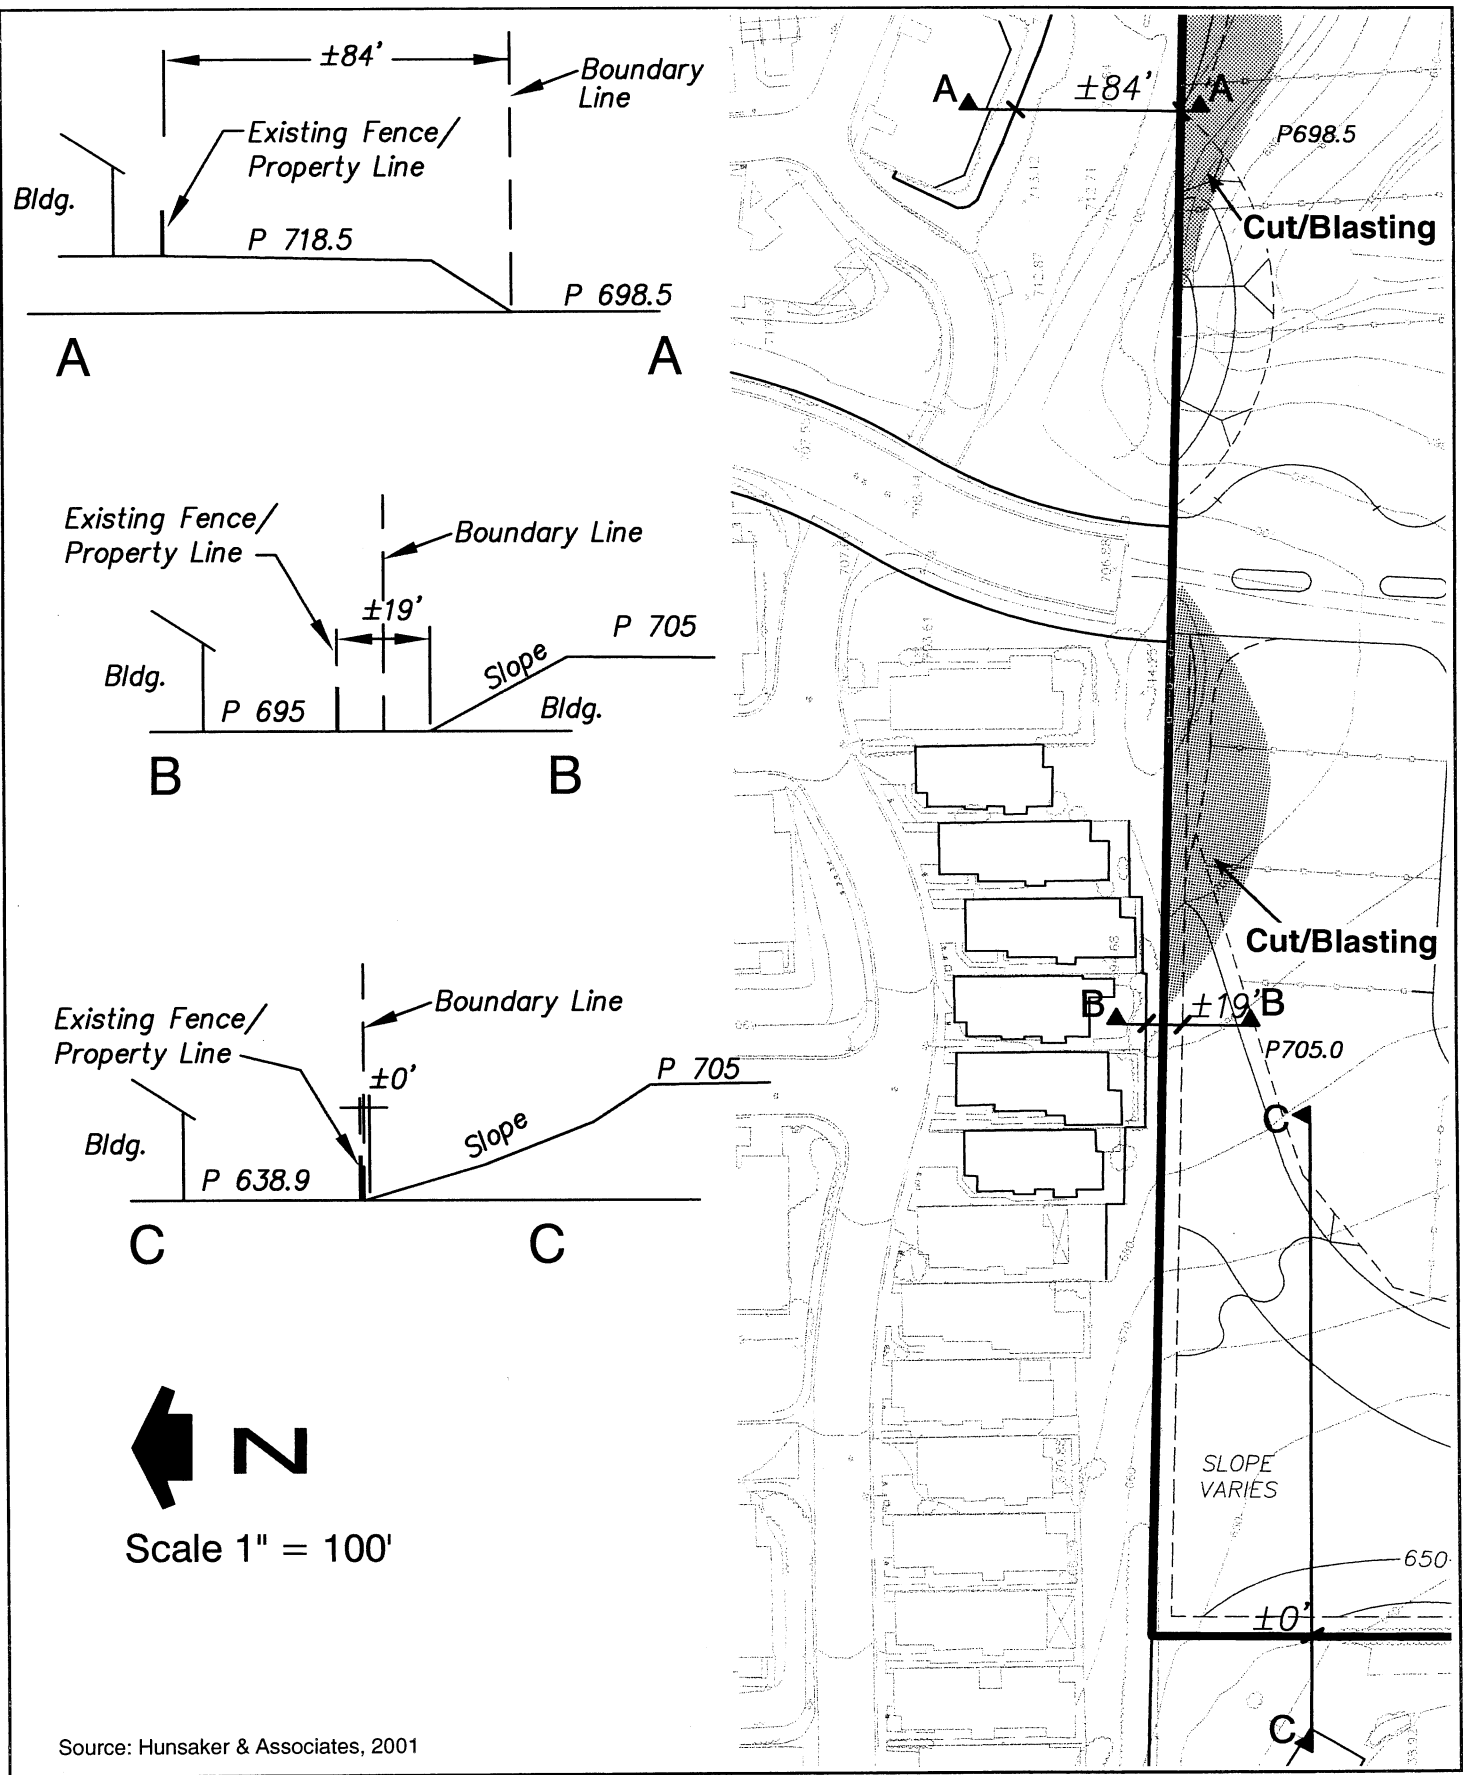 ±84'
Boundary
Line
Existing Fence/
Property Line
Bldg.
P 718.5
P 698.5
A
A
Existing Fence/
Property Line
Boundary Line
±19'
P 705
Slope
Bldg.
P 695
Bldg.
B
B
Boundary Line
Existing Fence/
Property Line
±0'
P 705
Slope
Bldg.
P 638.9
C
C
N
Scale 1" = 100'
Source: Hunsaker & Associates, 2001
A
±84'
A
P698.5
Cut/Blasting
Cut/Blasting
B
±19'
B
P705.0
C
SLOPE
VARIES
650
±0'
C